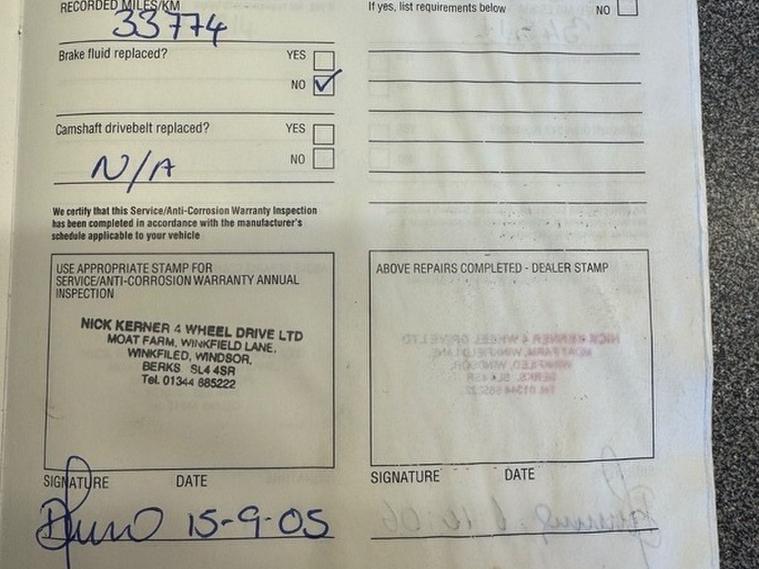 RECORDED MILES/KM
33774
Brake fluid replaced? YES
NO
Camshaft drivebelt replaced? YES
N/A NO
We certify that this Service/Anti-Corrosion Warranty Inspection
has been completed in accordance with the manufacturer's
schedule applicable to your vehicle
USE APPROPRIATE STAMP FOR
SERVICE/ANTI-CORROSION WARRANTY ANNUAL
INSPECTION
NICK KERNER 4 WHEEL DRIVE LTD
MOAT FARM, WINKFIELD LANE,
WINKFILED, WINDSOR,
BERKS SL4 4SR
Tel. 01344 885222
SIGNATURE DATE
15-9-05
If yes, list requirements below NO
ABOVE REPAIRS COMPLETED - DEALER STAMP
SIGNATURE DATE